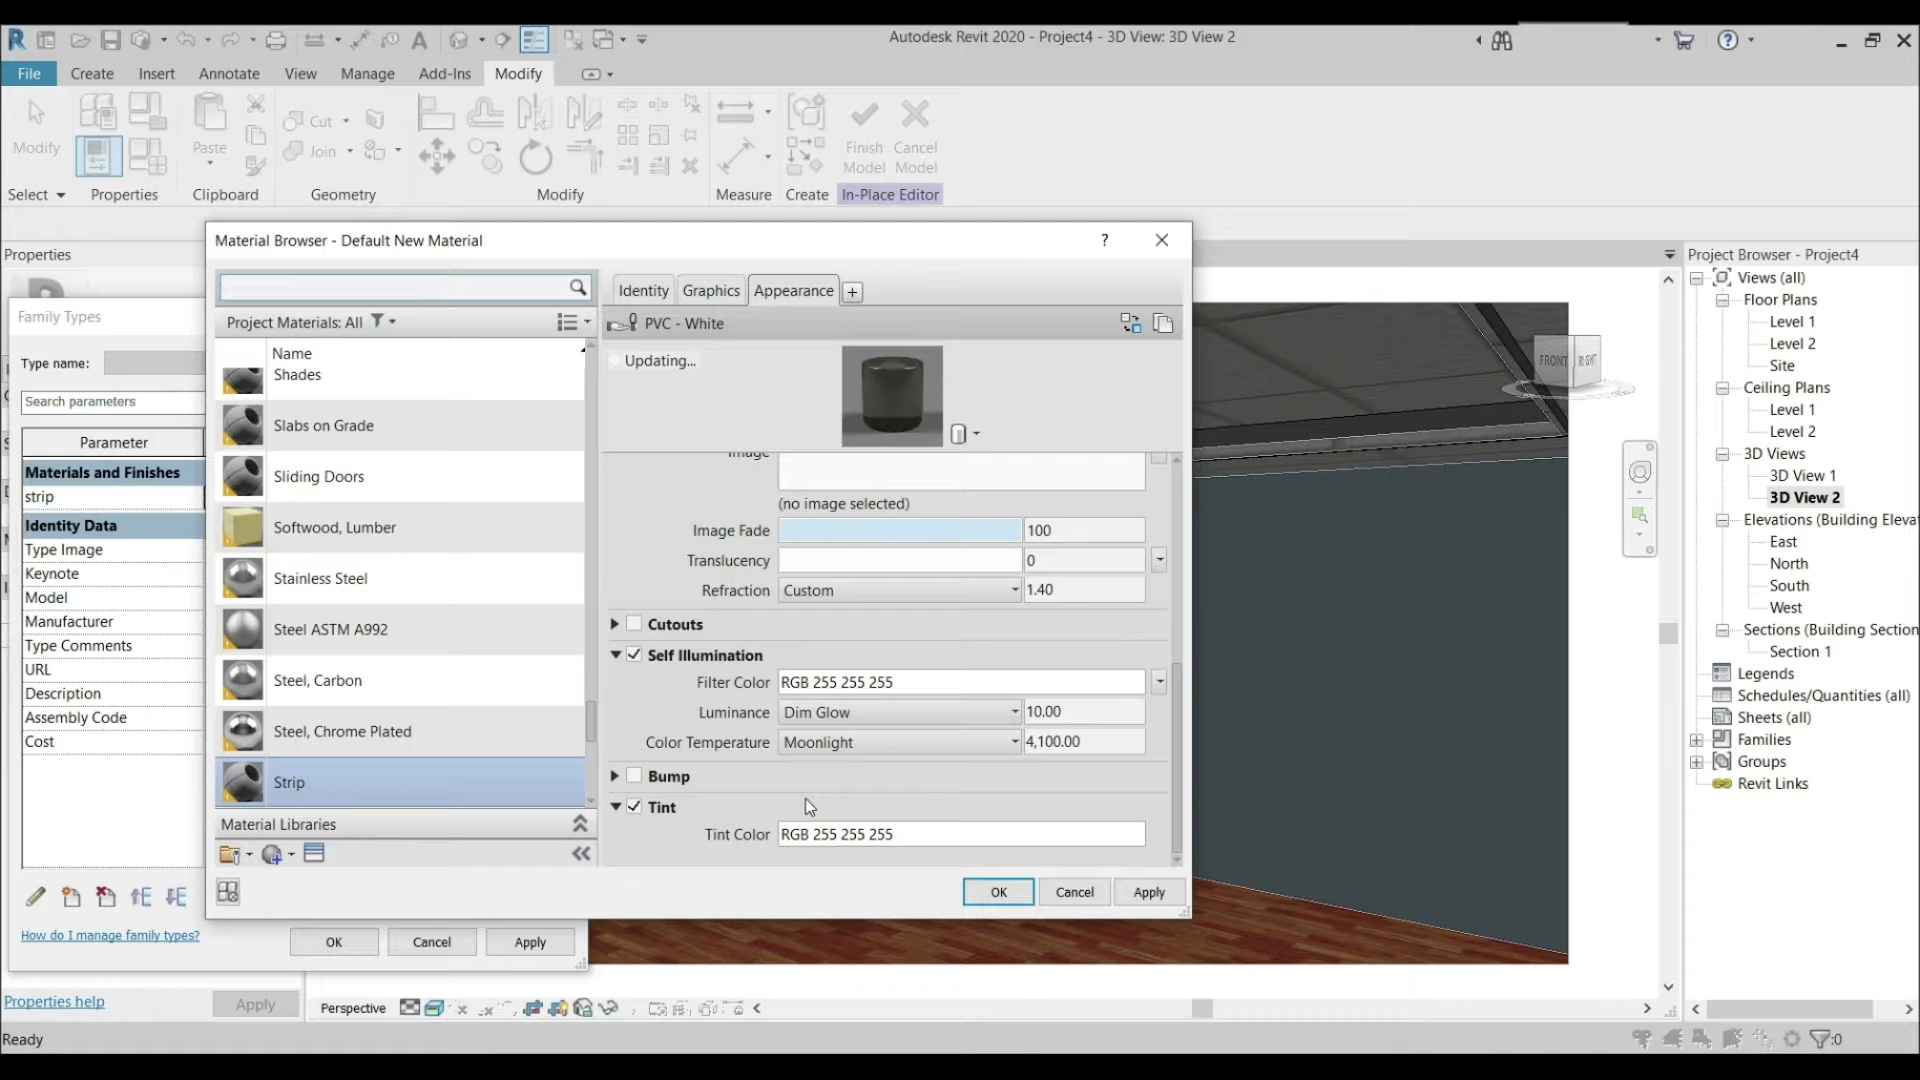 Autodesk Revit 2020 - Project4 - 3D View: 3D View 2
File
Create
Insert
Annotate
View
Manage
Add-Ins
Modify
Modify
Paste
Cut
Join
Finish
Model
Cancel
Model
Select
Properties
Clipboard
Geometry
Modify
Measure
Create
In-Place Editor
Properties
Family Types
Type name:
Search parameters
Parameter
Materials and Finishes
strip
Identity Data
Type Image
Keynote
Model
Manufacturer
Type Comments
URL
Description
Assembly Code
Cost
How do I manage family types?
OK
Cancel
Apply
Properties help
Apply
Ready
Material Browser - Default New Material
?
Project Materials: All
Name
Shades
Slabs on Grade
Sliding Doors
Softwood, Lumber
Stainless Steel
Steel ASTM A992
Steel, Carbon
Steel, Chrome Plated
Strip
Material Libraries
Identity
Graphics
Appearance
PVC - White
Updating...
Image
(no image selected)
Image Fade
100
Translucency
0
Refraction
Custom
1.40
Cutouts
Self Illumination
Filter Color
RGB 255 255 255
Luminance
Dim Glow
10.00
Color Temperature
Moonlight
4,100.00
Bump
Tint
Tint Color
RGB 255 255 255
OK
Cancel
Apply
FRONT
RIGHT
Perspective
Project Browser - Project4
Views (all)
Floor Plans
Level 1
Level 2
Site
Ceiling Plans
Level 1
Level 2
3D Views
3D View 1
3D View 2
Elevations (Building Eleva
East
North
South
West
Sections (Building Section
Section 1
Legends
Schedules/Quantities (all)
Sheets (all)
Families
Groups
Revit Links
:0